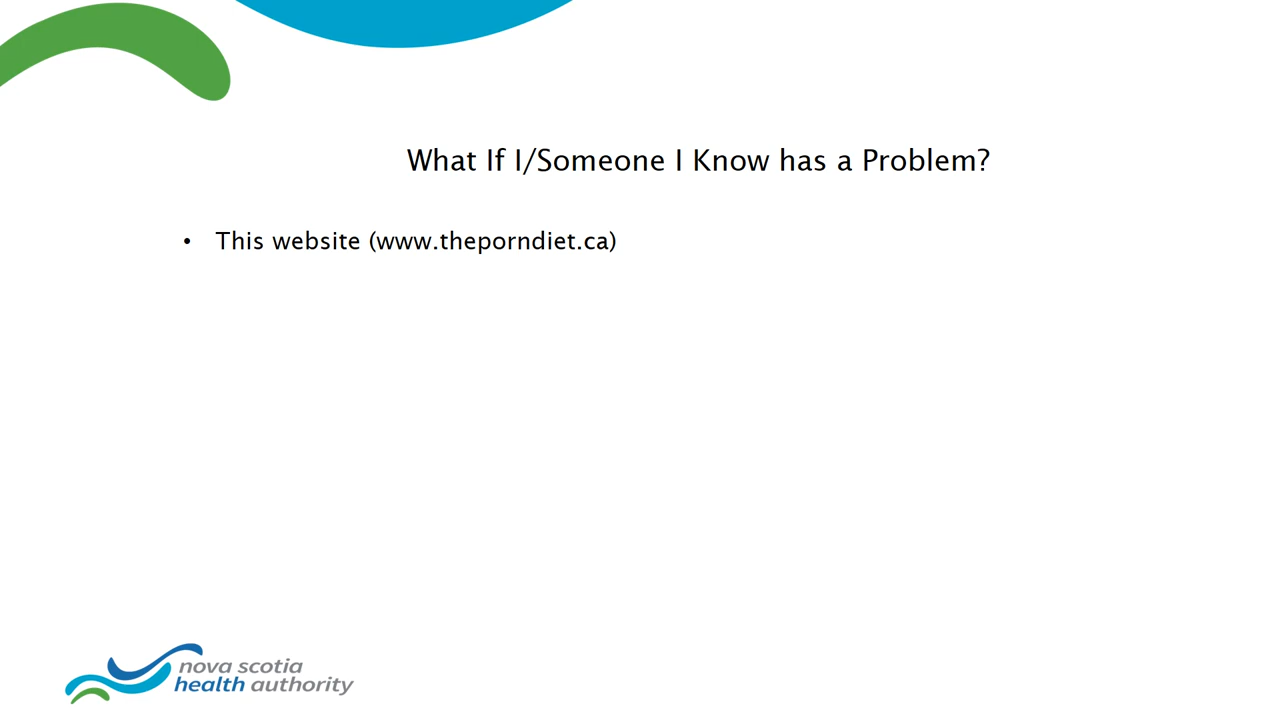 What If I/Someone I Know has a Problem?
• This website (www.theporndiet.ca)
nova scotia
health authority